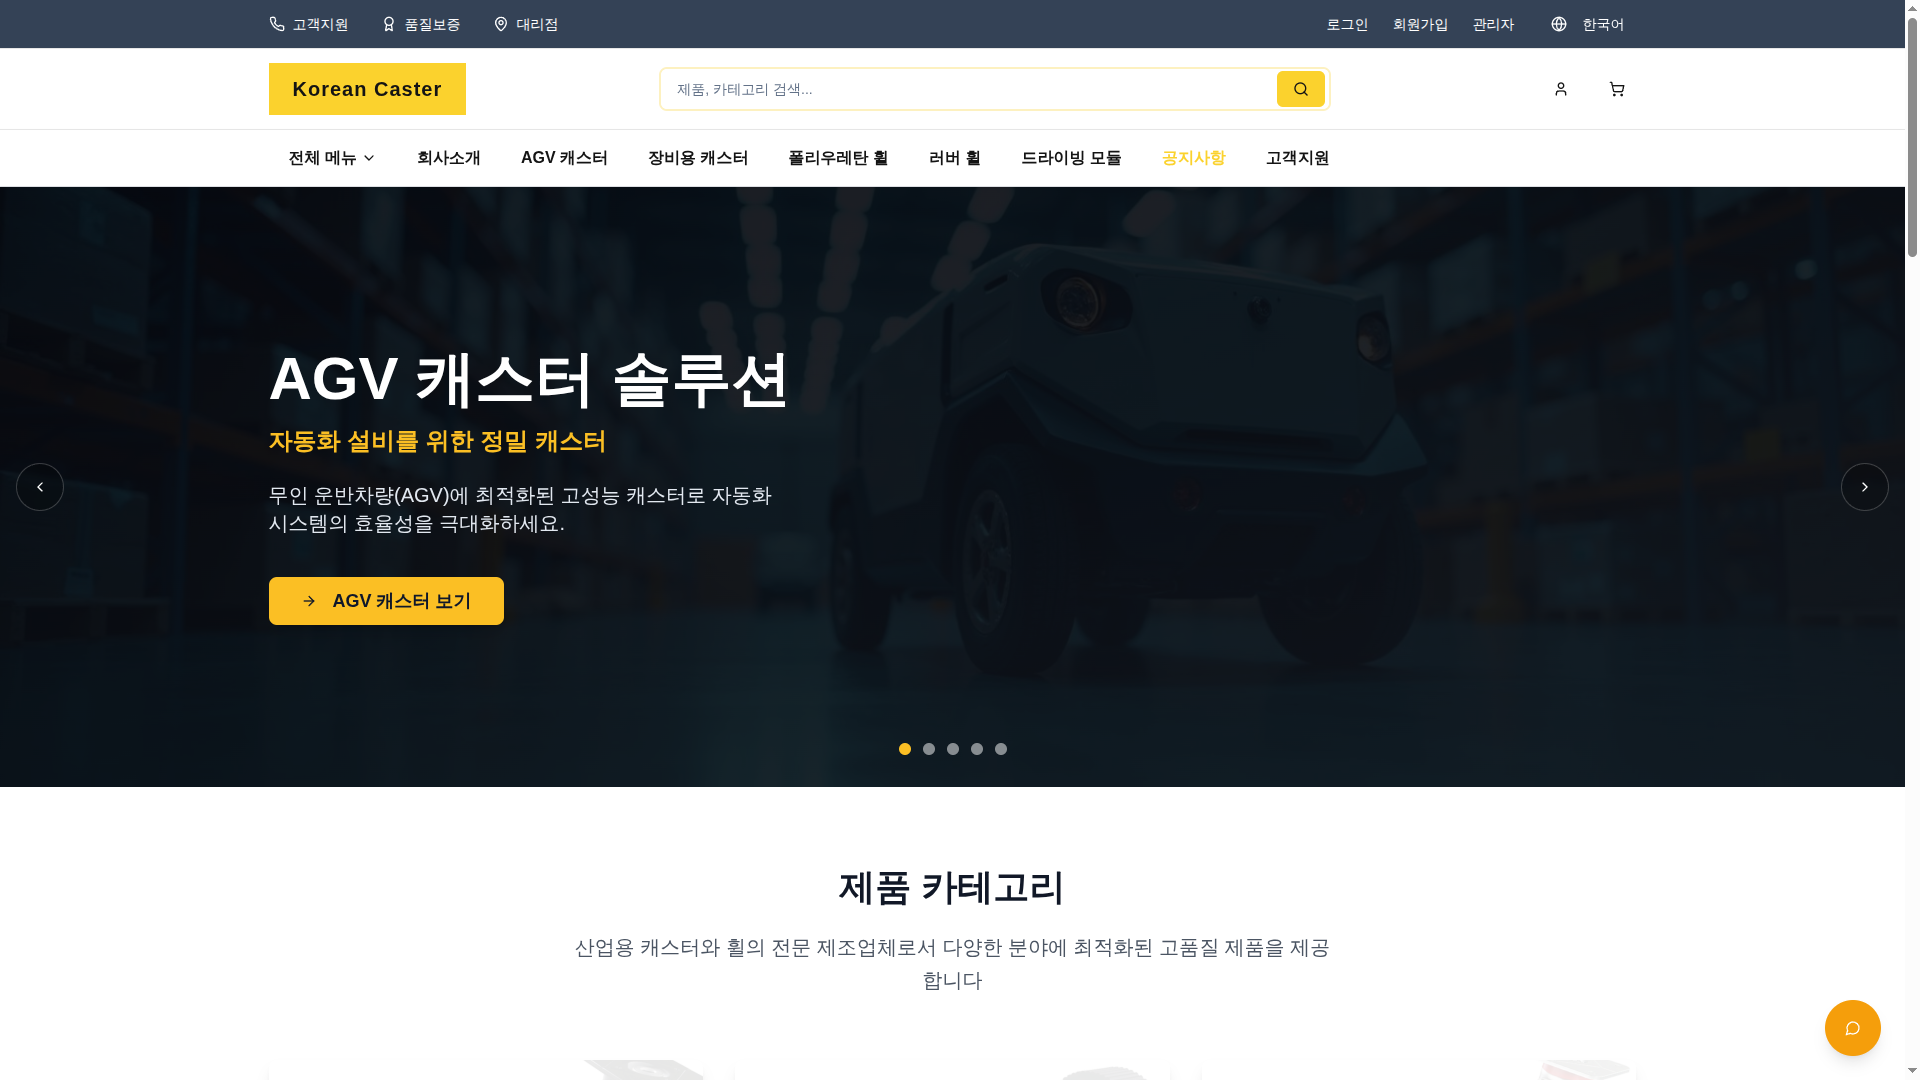 고객지원
품질보증
대리점
로그인
회원가입
관리자
한국어
Korean Caster
제품, 카테고리 검색...
전체 메뉴
회사소개
AGV 캐스터
장비용 캐스터
폴리우레탄 휠
러버 휠
드라이빙 모듈
공지사항
고객지원
AGV 캐스터 솔루션
자동화 설비를 위한 정밀 캐스터
무인 운반차량(AGV)에 최적화된 고성능 캐스터로 자동화
시스템의 효율성을 극대화하세요.
AGV 캐스터 보기
제품 카테고리
산업용 캐스터와 휠의 전문 제조업체로서 다양한 분야에 최적화된 고품질 제품을 제공
합니다